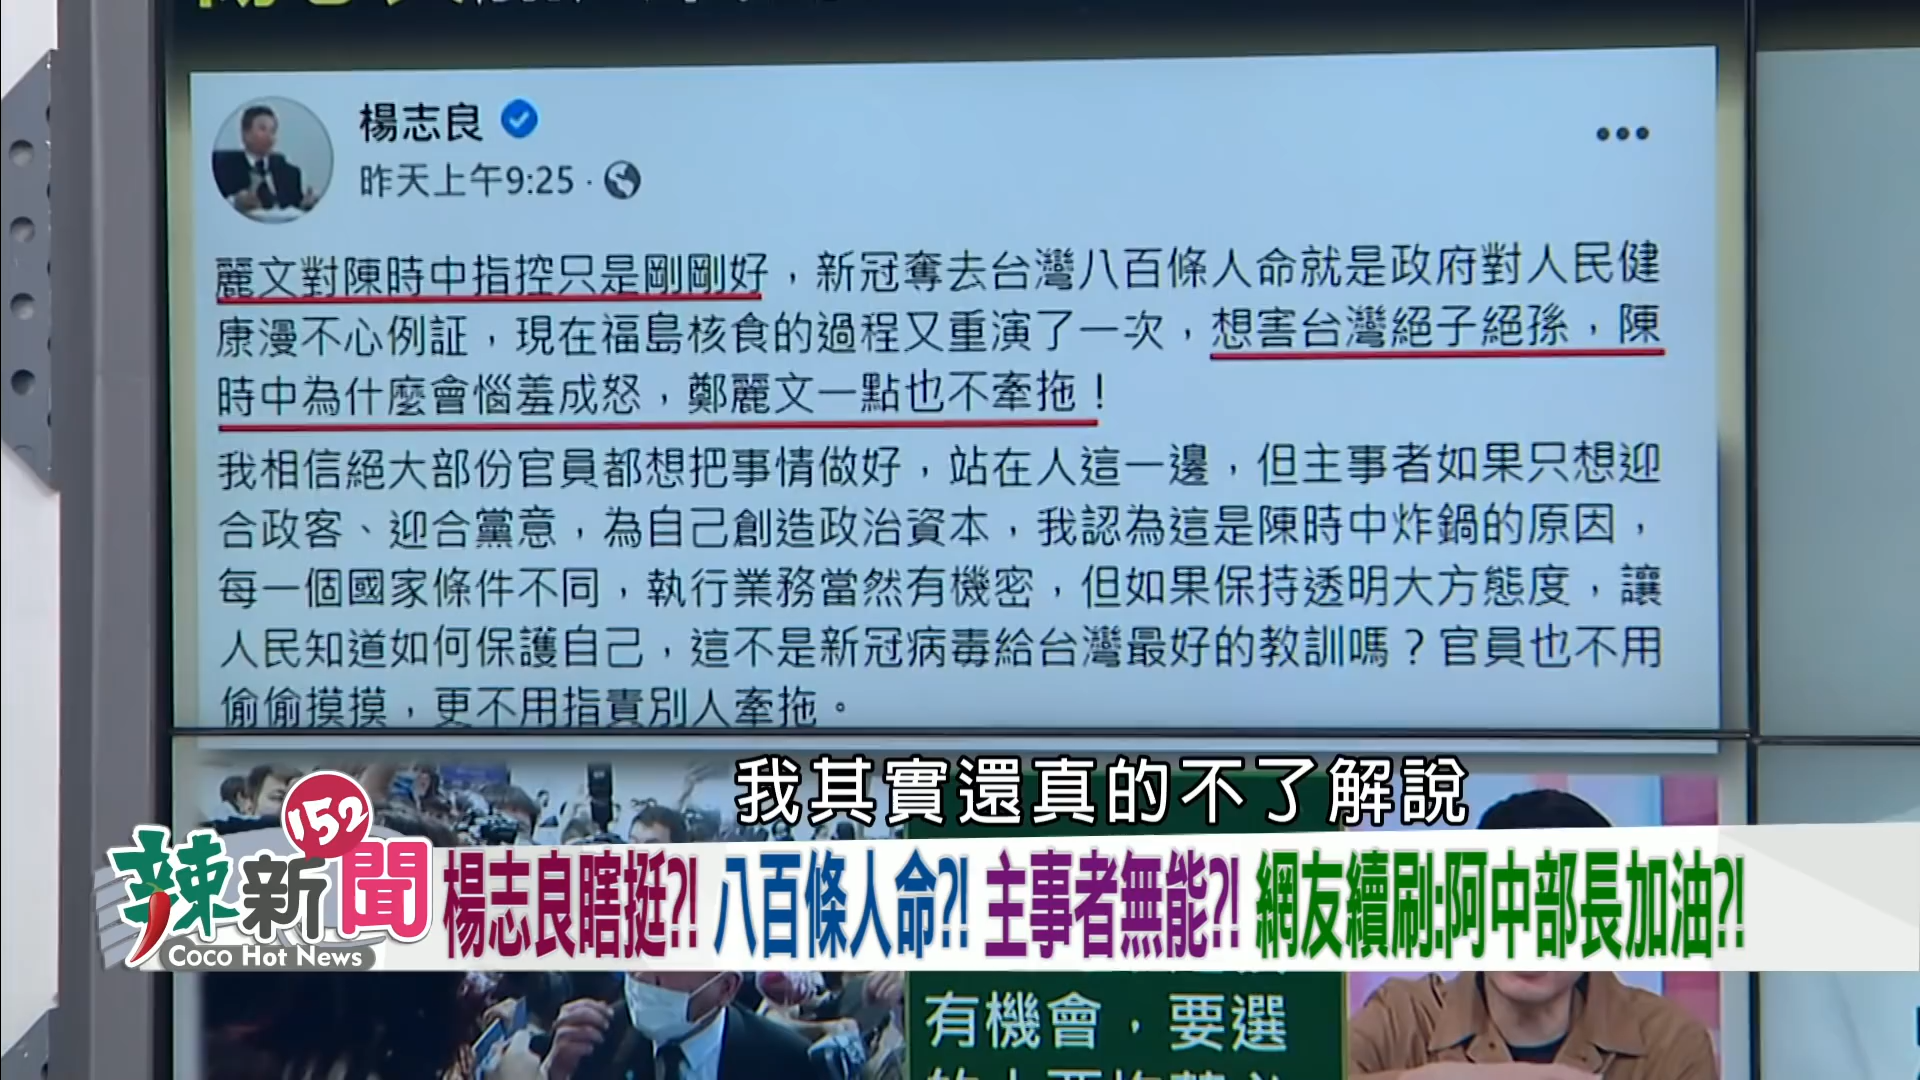 楊志良
昨天上午9:25
麗文對陳時中指控只是剛剛好，新冠奪去台灣八百條人命就是政府對人民健
康漫不心例証，現在福島核食的過程又重演了一次，想害台灣絕子絕孫，陳
時中為什麼會惱羞成怒，鄭麗文一點也不牽拖！
我相信絕大部份官員都想把事情做好，站在人這一邊，但主事者如果只想迎
合政客、迎合黨意，為自己創造政治資本，我認為這是陳時中炸鍋的原因，
每一個國家條件不同，執行業務當然有機密，但如果保持透明大方態度，讓
人民知道如何保護自己，這不是新冠病毒給台灣最好的教訓嗎？官員也不用
偷偷摸摸，更不用指責別人牽拖。
我其實還真的不了解說
152
辣新聞
Coco Hot News
楊志良瞎挺?! 八百條人命?! 主事者無能?! 網友續刷:阿中部長加油?!
有機會，要選